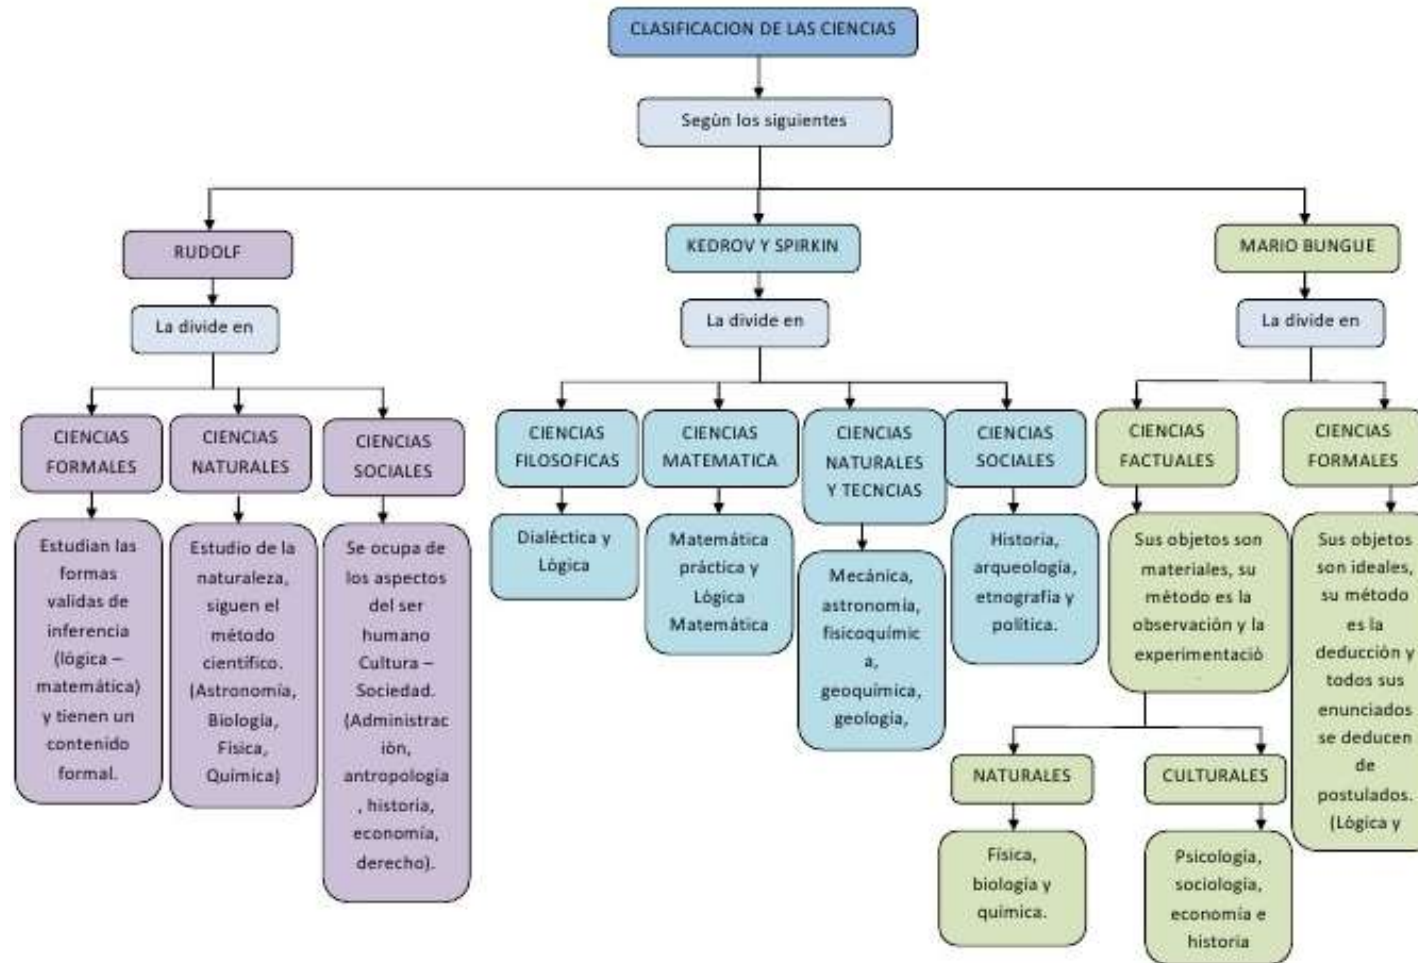 CLASIFICACION DE LAS CIENCIAS
Según los siguientes
RUDOLF
La divide en
CIENCIAS
FORMALES
Estudian las
formas
validas de
inferencia
(lógica –
matemática)
y tienen un
contenido
formal.
CIENCIAS
NATURALES
Estudio de la
naturaleza,
siguen el
método
científico.
(Astronomía,
Biología,
Física,
Química)
CIENCIAS
SOCIALES
Se ocupa de
los aspectos
del ser
humano
Cultura –
Sociedad.
(Administrac
ión,
antropología
, historia,
economía,
derecho).
KEDROV Y SPIRKIN
La divide en
CIENCIAS
FILOSOFICAS
Dialéctica y
Lógica
CIENCIAS
MATEMATICA
Matemática
práctica y
Lógica
Matemática
CIENCIAS
NATURALES
Y TECNCIAS
Mecánica,
astronomía,
fisicoquímic
a,
geoquímica,
geología,
CIENCIAS
SOCIALES
Historia,
arqueología,
etnografía y
política.
MARIO BUNGUE
La divide en
CIENCIAS
FACTUALES
Sus objetos son
materiales, su
método es la
observación y la
experimentació
NATURALES
Física,
biología y
química.
CULTURALES
Psicología,
sociología,
economía e
historia
CIENCIAS
FORMALES
Sus objetos
son ideales,
su método
es la
deducción y
todos sus
enunciados
se deducen
de
postulados.
(Lógica y